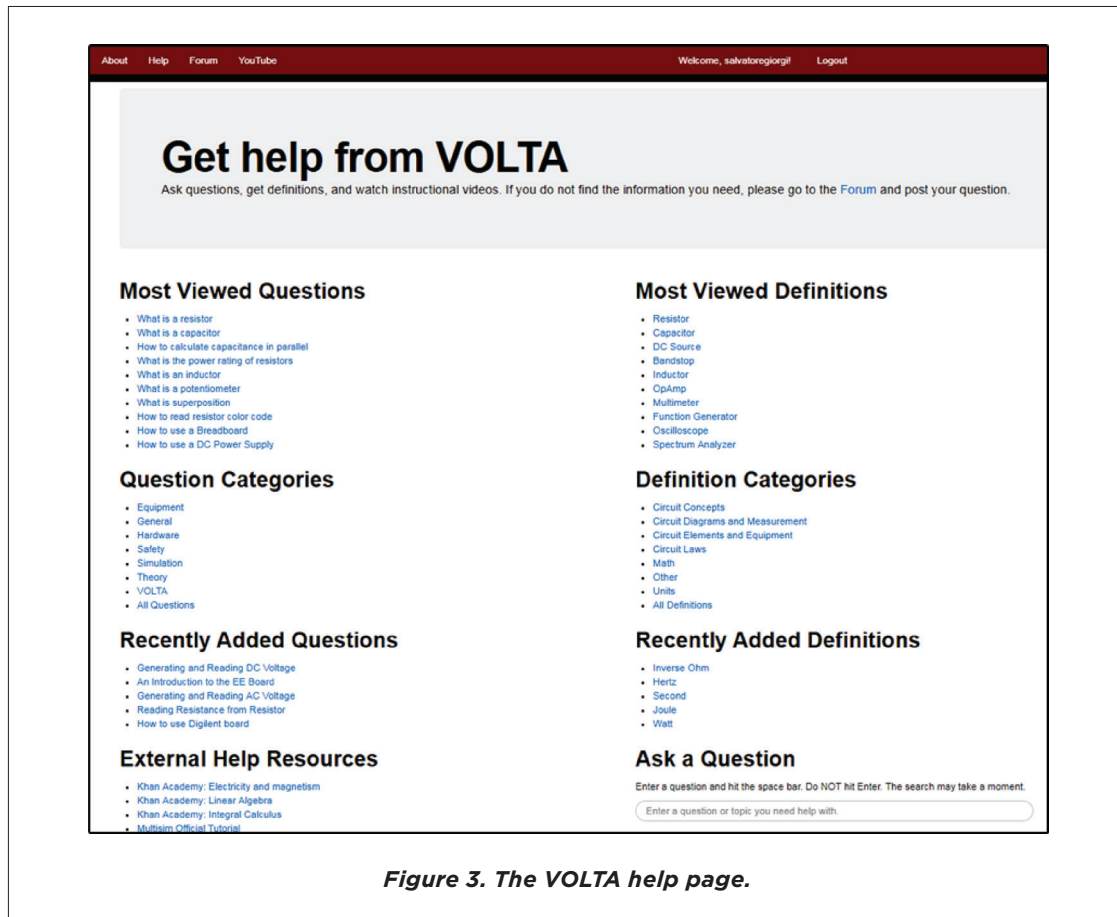 About Help Forum YouTube Welcome, salvatoregiorgi! Logout
Get help from VOLTA
Ask questions, get definitions, and watch instructional videos. If you do not find the information you need, please go to the Forum and post your question.
Most Viewed Questions
What is a resistor
What is a capacitor
How to calculate capacitance in parallel
What is the power rating of resistors
What is an inductor
What is a potentiometer
What is superposition
How to read resistor color code
How to use a Breadboard
How to use a DC Power Supply
Most Viewed Definitions
Resistor
Capacitor
DC Source
Bandstop
Inductor
OpAmp
Multimeter
Function Generator
Oscilloscope
Spectrum Analyzer
Question Categories
Equipment
General
Hardware
Safety
Simulation
Theory
VOLTA
All Questions
Definition Categories
Circuit Concepts
Circuit Diagrams and Measurement
Circuit Elements and Equipment
Circuit Laws
Math
Other
Units
All Definitions
Recently Added Questions
Generating and Reading DC Voltage
An Introduction to the EE Board
Generating and Reading AC Voltage
Reading Resistance from Resistor
How to use Digilent board
Recently Added Definitions
Inverse Ohm
Hertz
Second
Joule
Watt
External Help Resources
Khan Academy: Electricity and magnetism
Khan Academy: Linear Algebra
Khan Academy: Integral Calculus
Multisim Official Tutorial
Ask a Question
Enter a question and hit the space bar. Do NOT hit Enter. The search may take a moment.
Enter a question or topic you need help with.
Figure 3. The VOLTA help page.